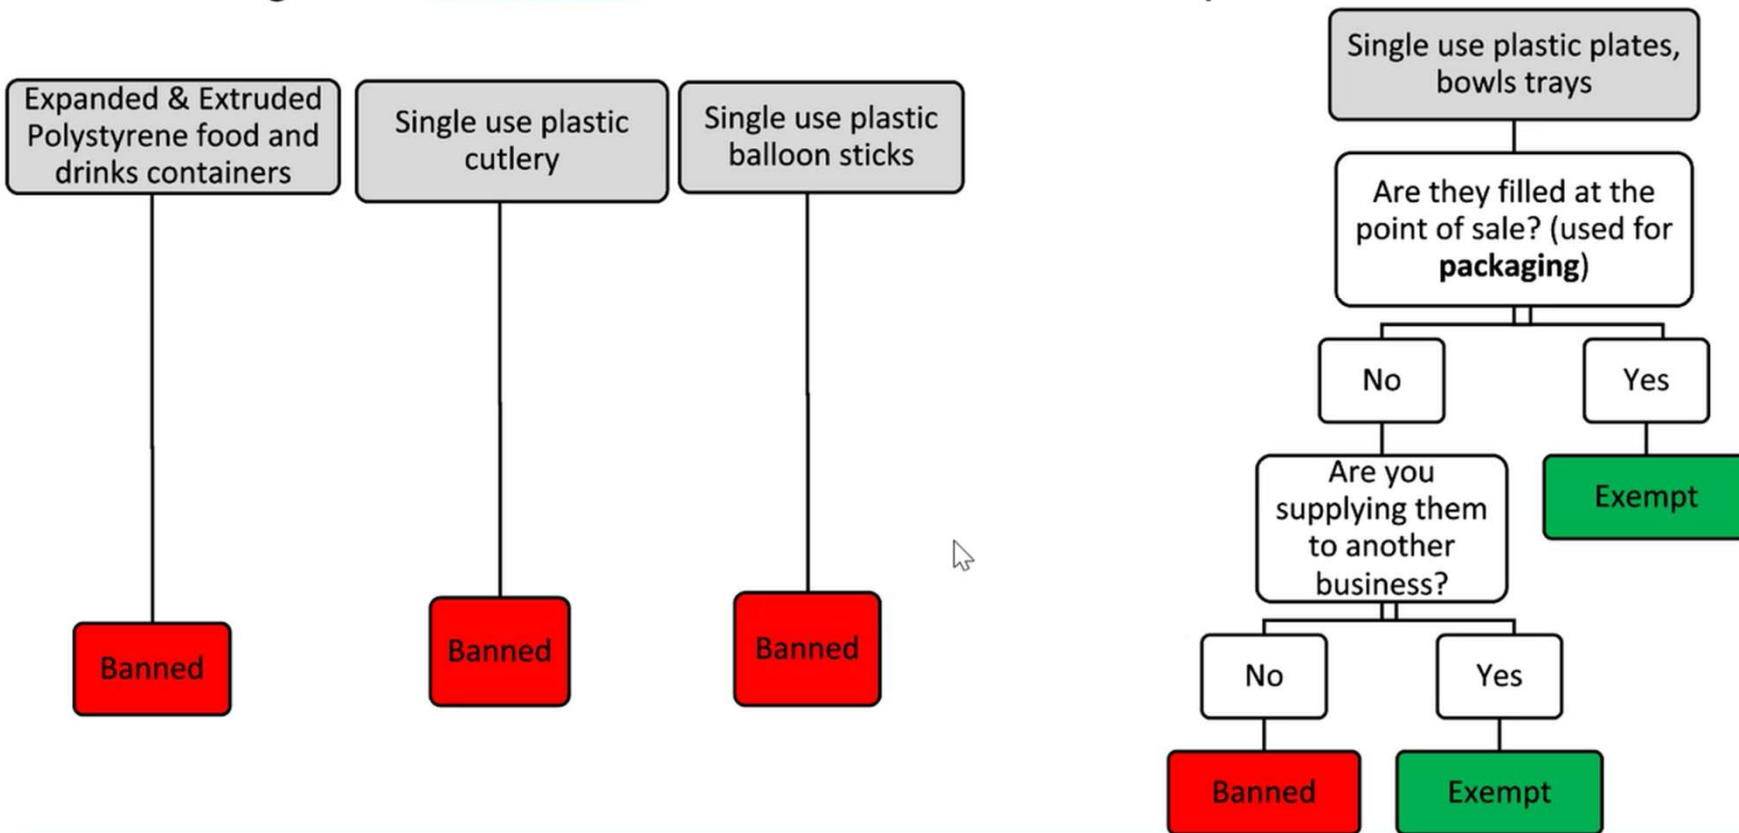 Expanded & Extruded
Polystyrene food and
drinks containers
Banned
Single use plastic
cutlery
Banned
Single use plastic
balloon sticks
Banned
Single use plastic plates,
bowls trays
Are they filled at the
point of sale? (used for
packaging)
No
Yes
Are you
supplying them
to another
business?
Exempt
No
Yes
Banned
Exempt